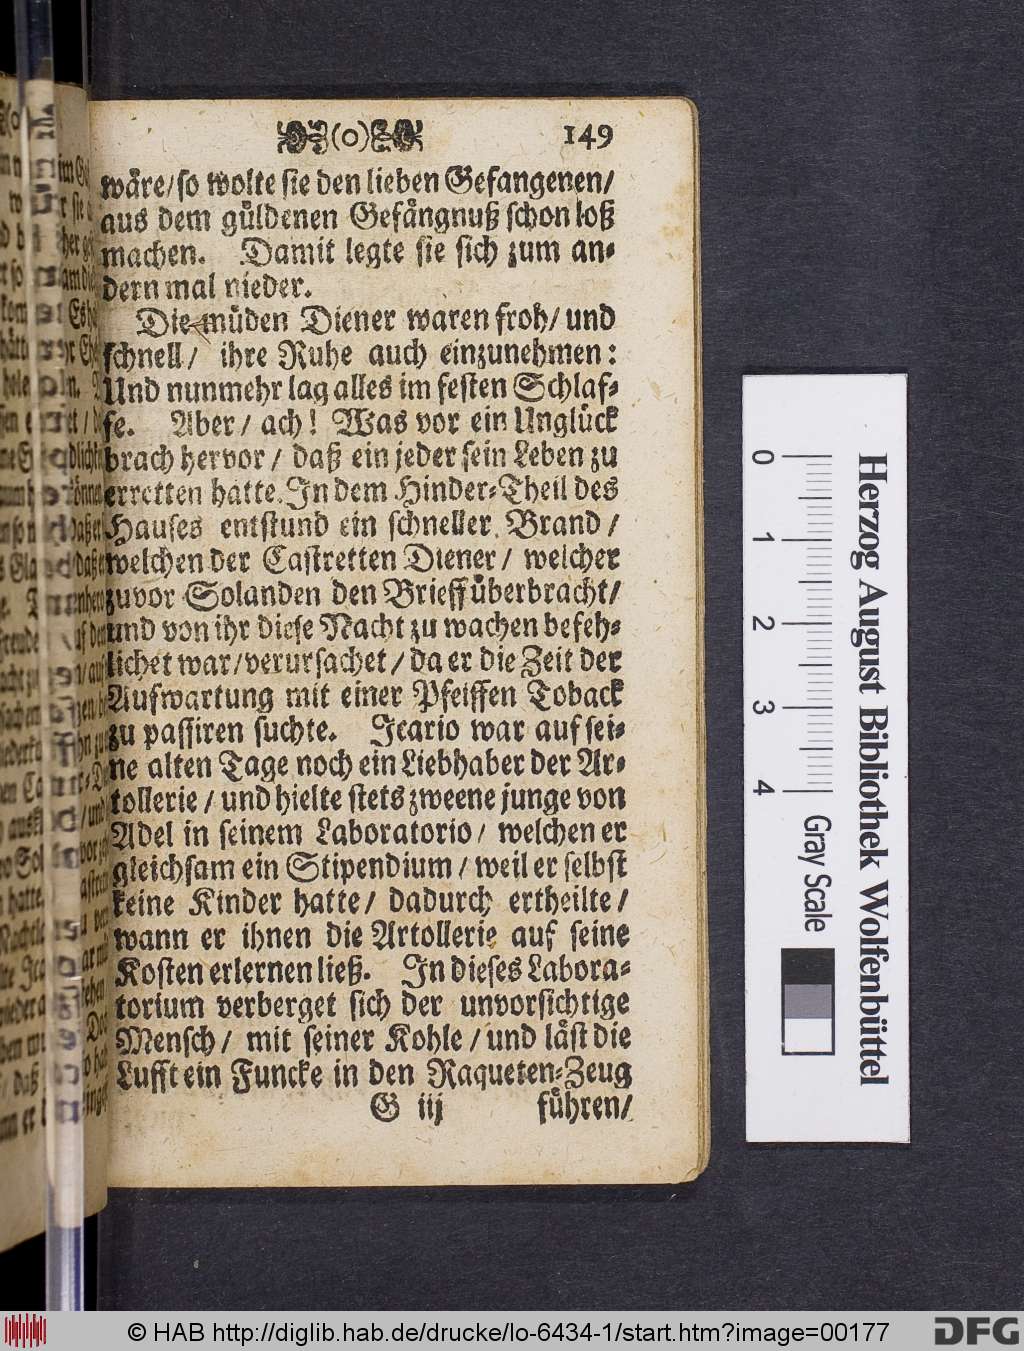 (o) 149
wåre/ so wolte sie den lieben Gefangenen/
aus dem gůldenen Gefångnuß schon loß
machen. Damit legte sie sich zum an-
dern mal nieder.
Die můden Diener waren froh/ und
schnell/ ihre Ruhe auch einzunehmen:
Und nunmehr lag alles im festen Schlaf-
fe. Aber/ ach! Was vor ein Unglück
brach hervor/ daß ein jeder sein Leben zu
erretten hatte. In dem Hinder-Theil des
Hauses entstund ein schneller Brand/
welchen der Castretten Diener/ welcher
zuvor Solanden den Brieff ůberbracht/
und von ihr diese Nacht zu wachen befeh-
lichet war/ verursachet/ da er die Zeit der
Aufwartung mit einer Pfeiffen Toback
zu passiren suchte. Icario war auf sei-
ne alten Tage noch ein Liebhaber der Ar-
tollerie/ und hielte stets zweene junge von
Adel in seinem Laboratorio/ welchen er
gleichsam ein Stipendium/ weil er selbst
keine Kinder hatte/ dadurch ertheilte/
wann er ihnen die Artollerie auf seine
Kosten erlernen ließ. In dieses Labora-
torium verberget sich der unvorsichtige
Mensch/ mit seiner Kohle/ und låst die
Lufft ein Funcke in den Raqueten-Zeug
G iij führen/
0 1 2 3 4 Gray Scale
Herzog August Bibliothek Wolfenbüttel
© HAB http://diglib.hab.de/drucke/lo-6434-1/start.htm?image=00177 DFG